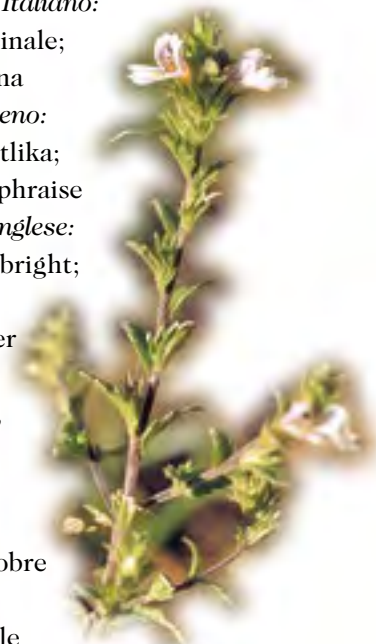 Italiano:
inale;
na
eno:
tlika;
phraise
nglese:
bright;
er
obre
le